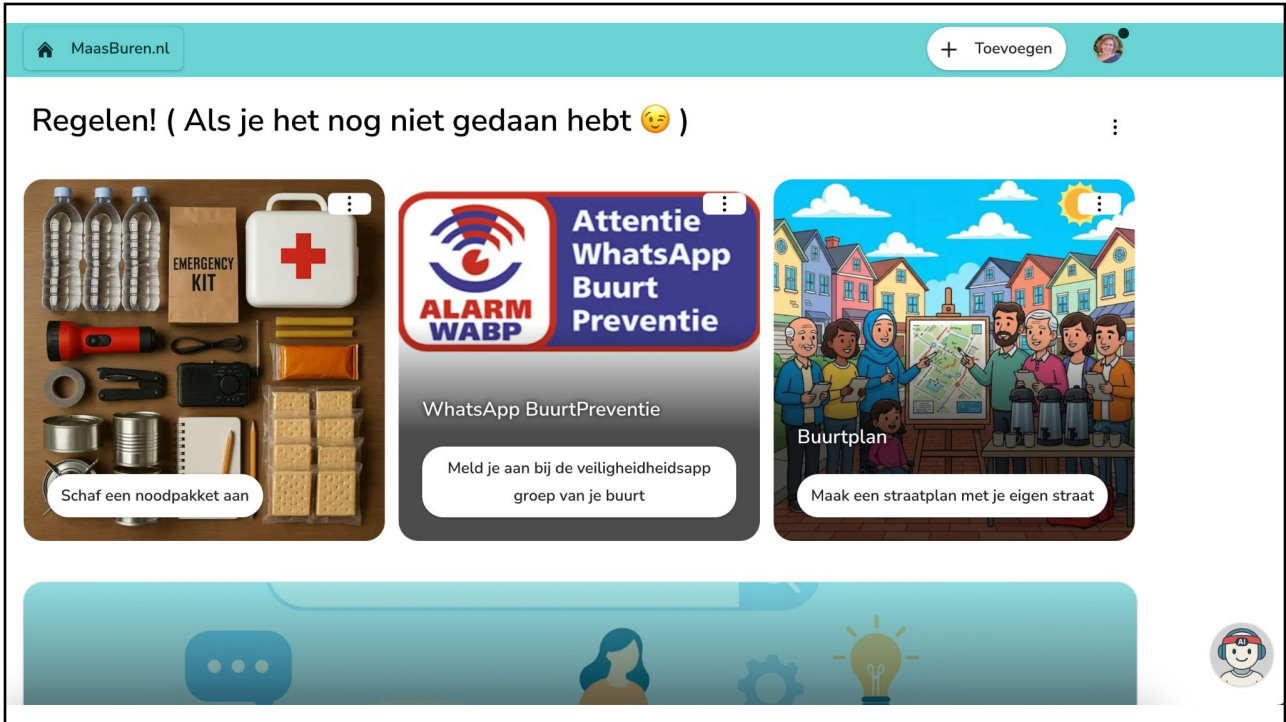 MaasBuren.nl
+ Toevoegen
Regelen! ( Als je het nog niet gedaan hebt 😉 )
EMERGENCY
KIT
Schaf een noodpakket aan
Attentie
WhatsApp
Buurt
Preventie
ALARM
WABP
WhatsApp BuurtPreventie
Meld je aan bij de veiligheidheidsapp
groep van je buurt
Buurtplan
Maak een straatplan met je eigen straat
AI